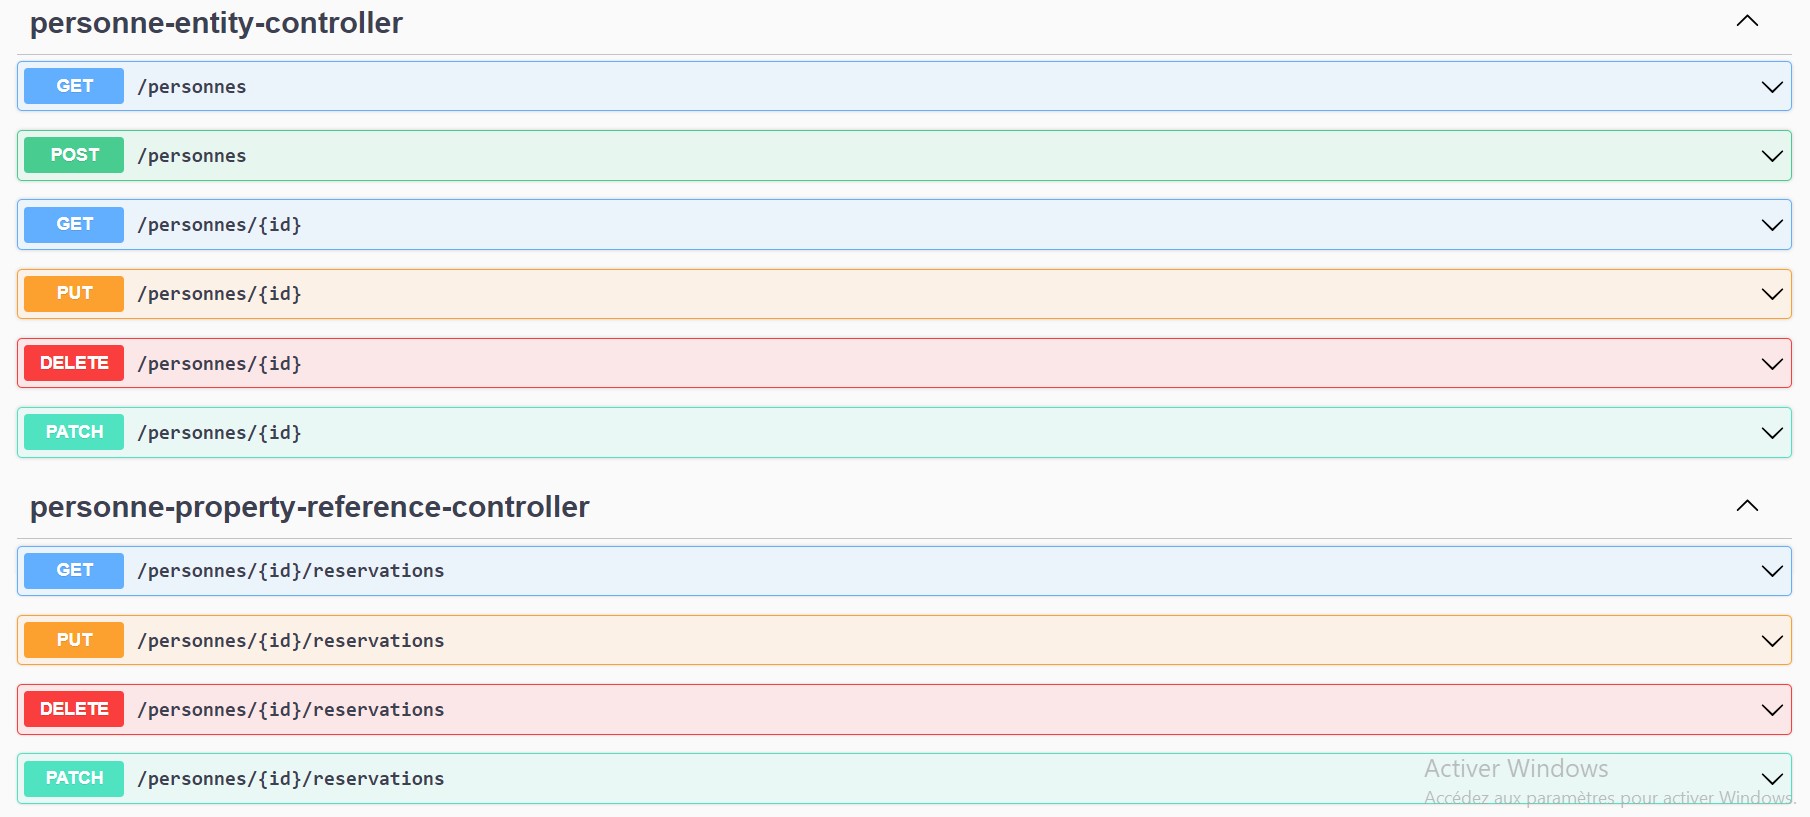 personne-entity-controller
GET /personnes
POST /personnes
GET /personnes/{id}
PUT /personnes/{id}
DELETE /personnes/{id}
PATCH /personnes/{id}
personne-property-reference-controller
GET /personnes/{id}/reservations
PUT /personnes/{id}/reservations
DELETE /personnes/{id}/reservations
PATCH /personnes/{id}/reservations
Activer Windows
Accédez aux paramètres pour activer Windows.